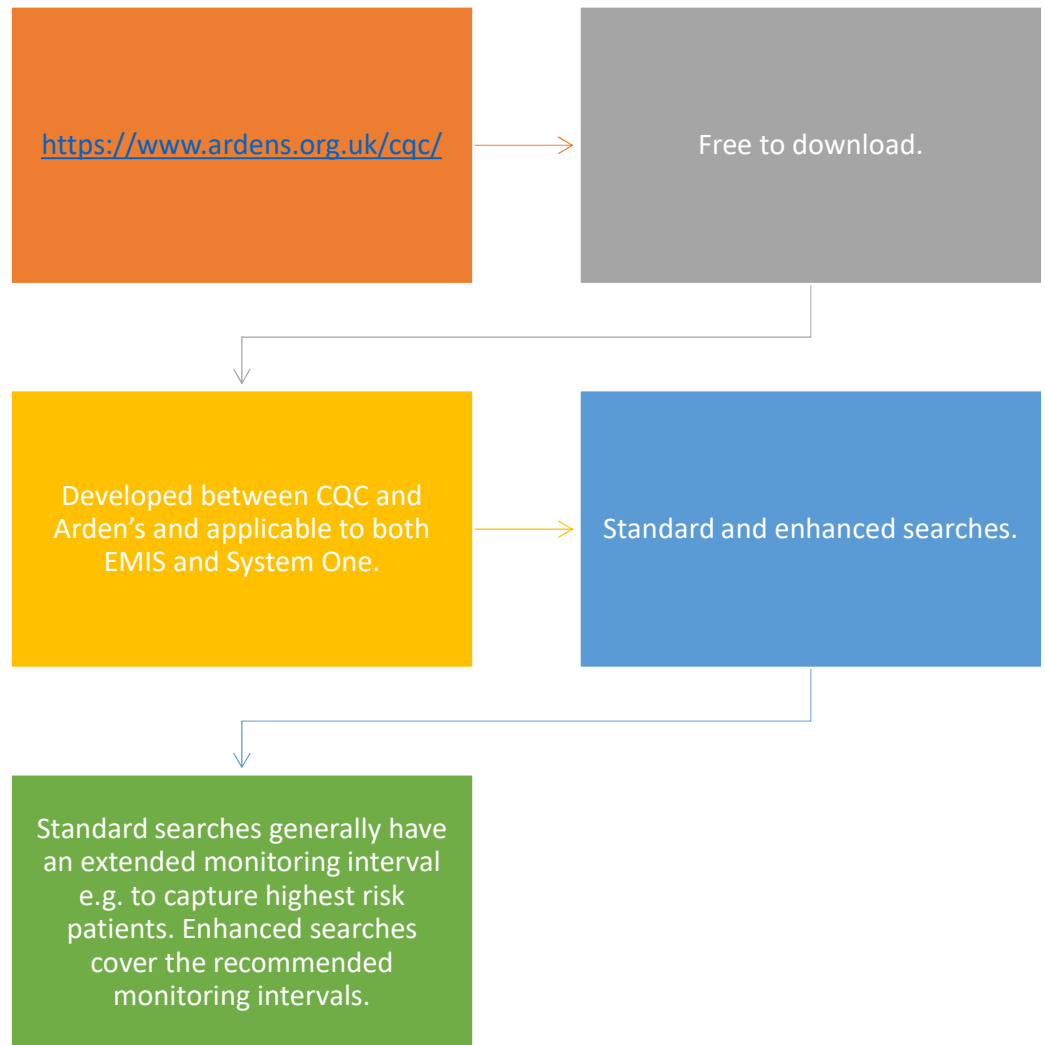 https://www.ardens.org.uk/cqc/
Free to download.
Developed between CQC and
Arden’s and applicable to both
EMIS and System One.
Standard and enhanced searches.
Standard searches generally have
an extended monitoring interval
e.g. to capture highest risk
patients. Enhanced searches
cover the recommended
monitoring intervals.